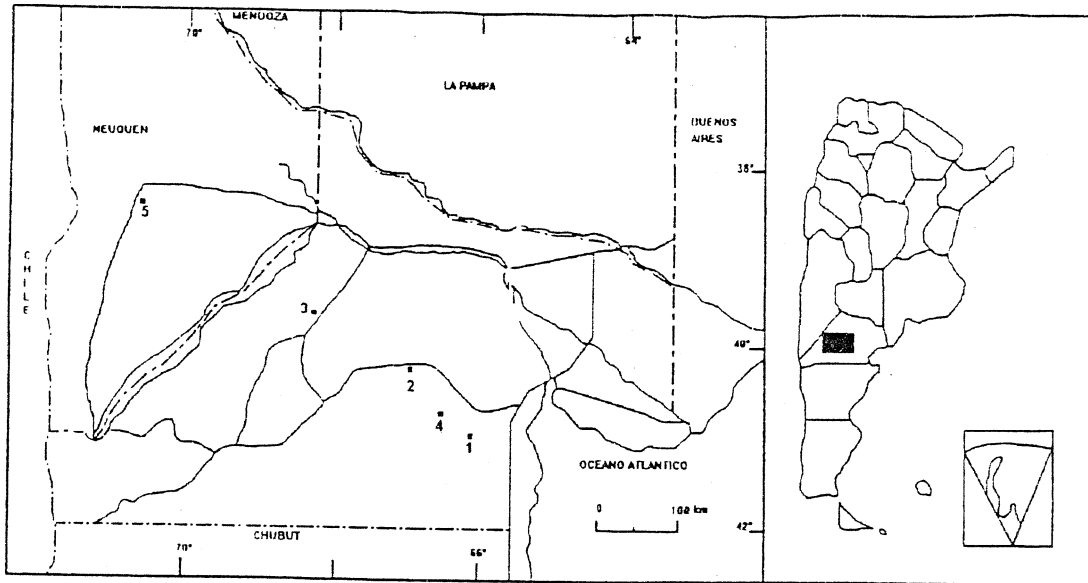 MENDOZA
70°
64°
LA PAMPA
NEUQUEN
BUENOS
AIRES
38°
5
CHILE
3
40°
2
4
1
OCEANO ATLANTICO
0
100 km
42°
CHUBUT
70°
66°